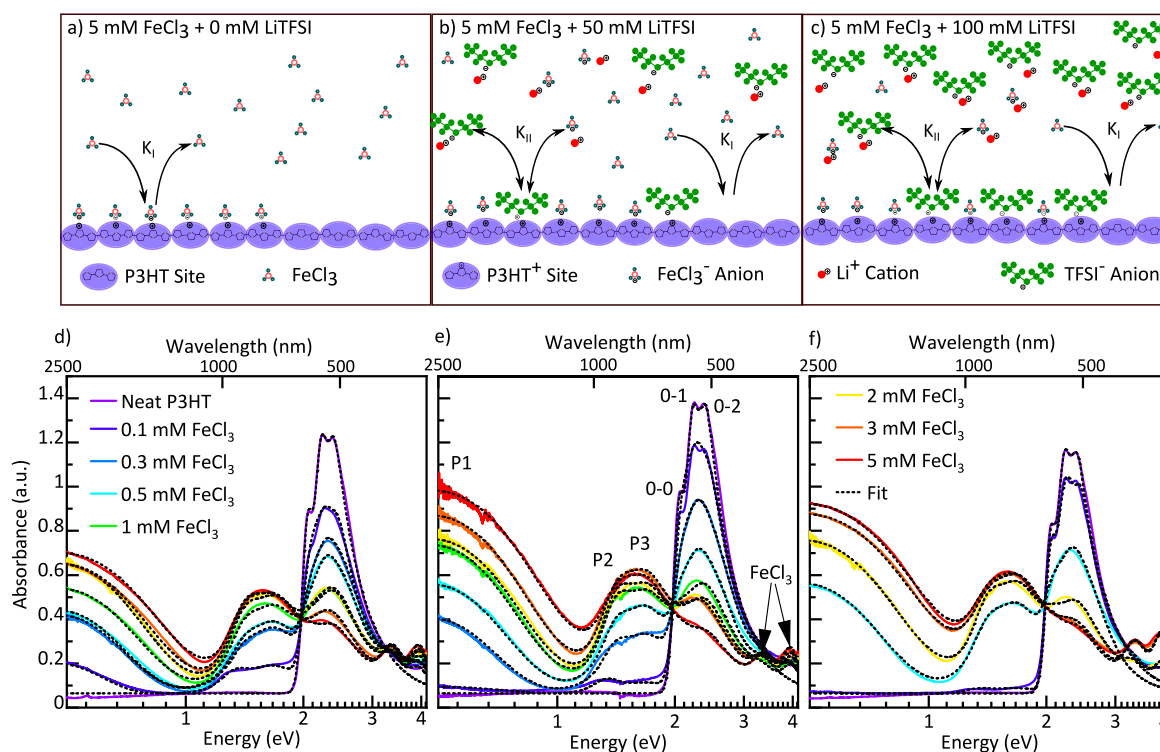 a) 5 mM FeCl3 + 0 mM LiTFSI
b) 5 mM FeCl3 + 50 mM LiTFSI
c) 5 mM FeCl3 + 100 mM LiTFSI
KI
KII
KI
KII
KI
P3HT Site
FeCl3
P3HT+ Site
FeCl3- Anion
Li+ Cation
TFSI- Anion
d)
Wavelength (nm)
2500
1000
500
e)
Wavelength (nm)
2500
1000
500
f)
Wavelength (nm)
2500
1000
500
Absorbance (a.u.)
1.4
1.2
1
0.8
0.6
0.4
0.2
0
Neat P3HT
0.1 mM FeCl3
0.3 mM FeCl3
0.5 mM FeCl3
1 mM FeCl3
P1
P2
P3
0-0
0-1
0-2
FeCl3
2 mM FeCl3
3 mM FeCl3
5 mM FeCl3
Fit
1
2
3
4
Energy (eV)
1
2
3
4
Energy (eV)
1
2
3
4
Energy (eV)